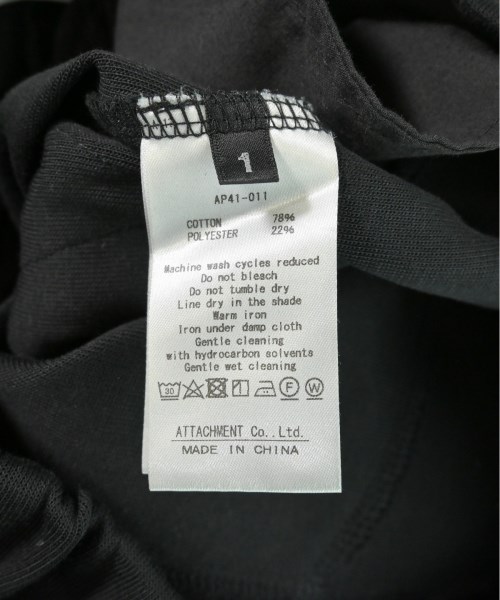 1
AP41-011
COTTON 78%
POLYESTER 22%
Machine wash cycles reduced
Do not bleach
Do not tumble dry
Line dry in the shade
Warm iron
Iron under damp cloth
Gentle cleaning
with hydrocarbon solvents
Gentle wet cleaning
30 F W
ATTACHMENT Co., Ltd.
MADE IN CHINA